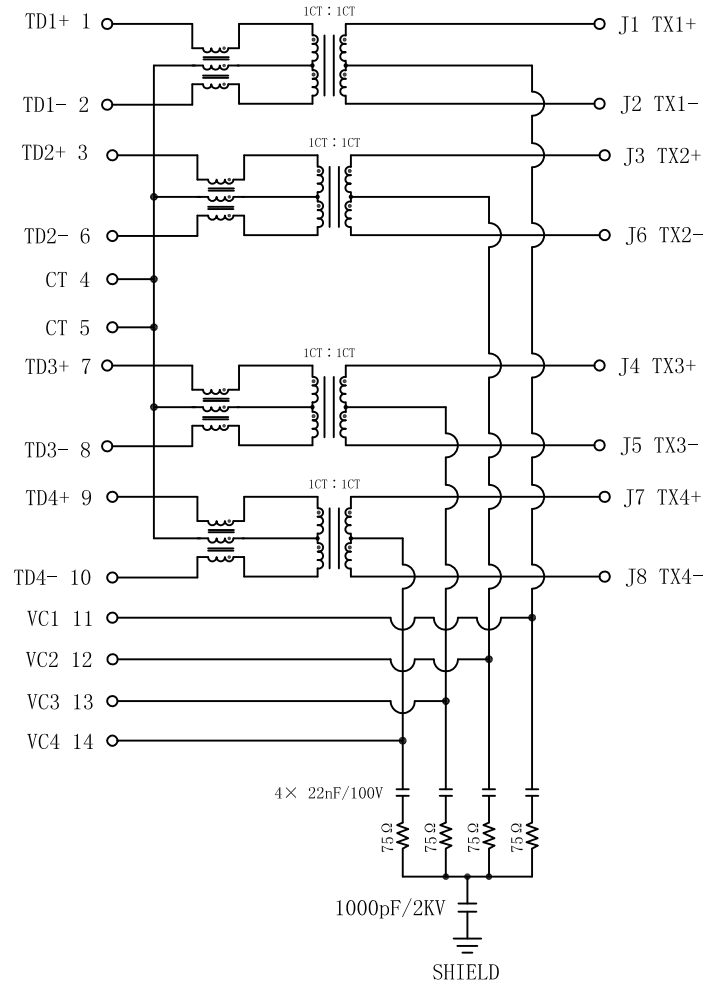 1CT：1CT
TD1+ 1
J1 TX1+
TD1- 2
J2 TX1-
1CT：1CT
TD2+ 3
J3 TX2+
TD2- 6
J6 TX2-
CT 4
CT 5
1CT：1CT
TD3+ 7
J4 TX3+
TD3- 8
J5 TX3-
1CT：1CT
TD4+ 9
J7 TX4+
TD4- 10
J8 TX4-
VC1 11
VC2 12
VC3 13
VC4 14
4× 22nF/100V
75Ω
75Ω
75Ω
75Ω
1000pF/2KV
SHIELD